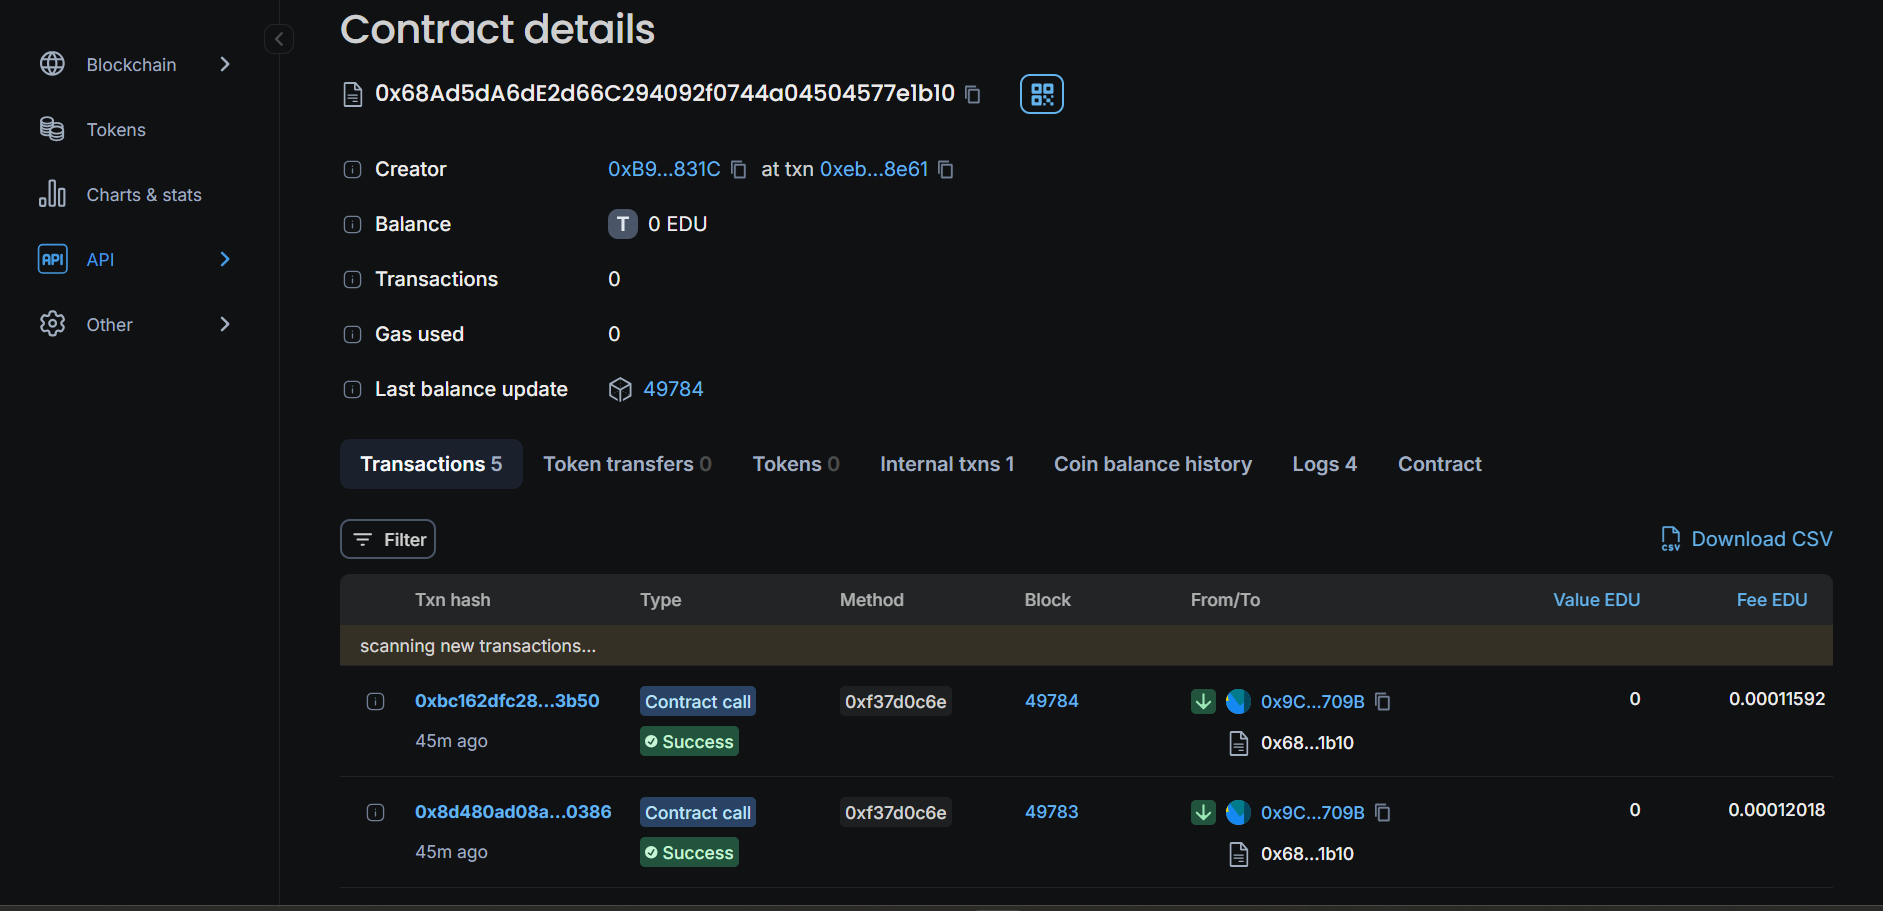 Contract details
Blockchain
Tokens
Charts & stats
API API
Other
0x68Ad5dA6dE2d66C294092f0744a04504577e1b10
Creator 0xB9...831C at txn 0xeb...8e61
Balance T 0 EDU
Transactions 0
Gas used 0
Last balance update 49784
Transactions 5 Token transfers 0 Tokens 0 Internal txns 1 Coin balance history Logs 4 Contract
Filter CSV Download CSV
Txn hash Type Method Block From/To Value EDU Fee EDU
scanning new transactions...
0xbc162dfc28...3b50 Contract call 0xf37d0c6e 49784 0x9C...709B 0 0.00011592
45m ago Success 0x68...1b10
0x8d480ad08a...0386 Contract call 0xf37d0c6e 49783 0x9C...709B 0 0.00012018
45m ago Success 0x68...1b10